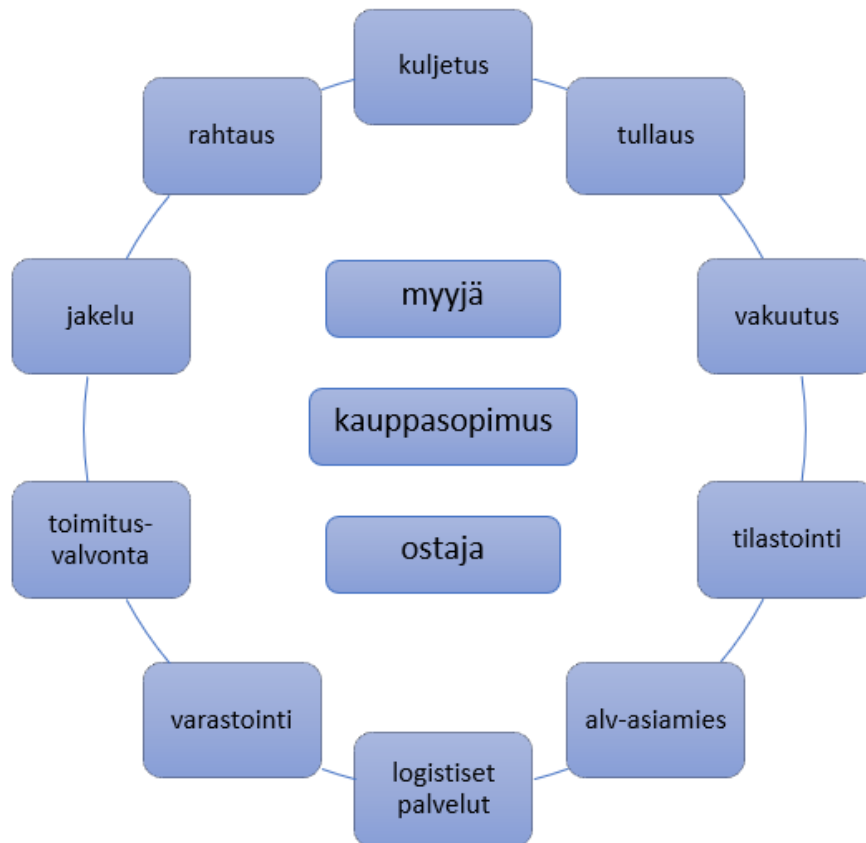 kuljetus
rahtaus
tullaus
jakelu
myyjä
vakuutus
kauppasopimus
toimitus-
valvonta
ostaja
tilastointi
varastointi
alv-asiamies
logistiset
palvelut